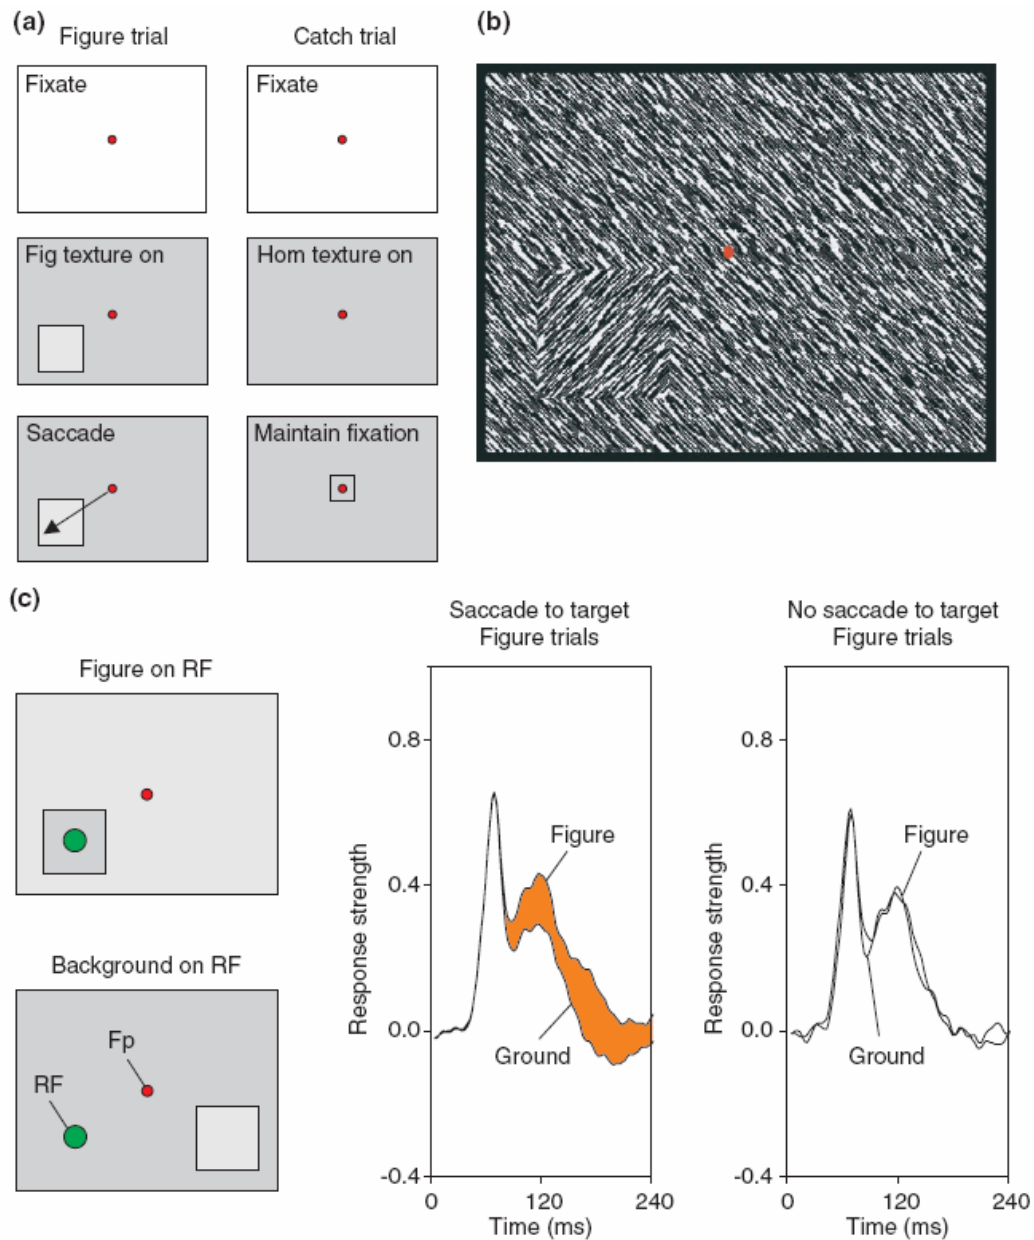 (a)
Figure trial
Catch trial
Fixate
Fixate
Fig texture on
Hom texture on
Saccade
Maintain fixation
(b)
(c)
Figure on RF
Background on RF
Fp
RF
Saccade to target
Figure trials
Response strength
0.8
0.4
0.0
-0.4
Figure
Ground
0
120
240
Time (ms)
No saccade to target
Figure trials
Response strength
0.8
0.4
0.0
-0.4
Figure
Ground
0
120
240
Time (ms)